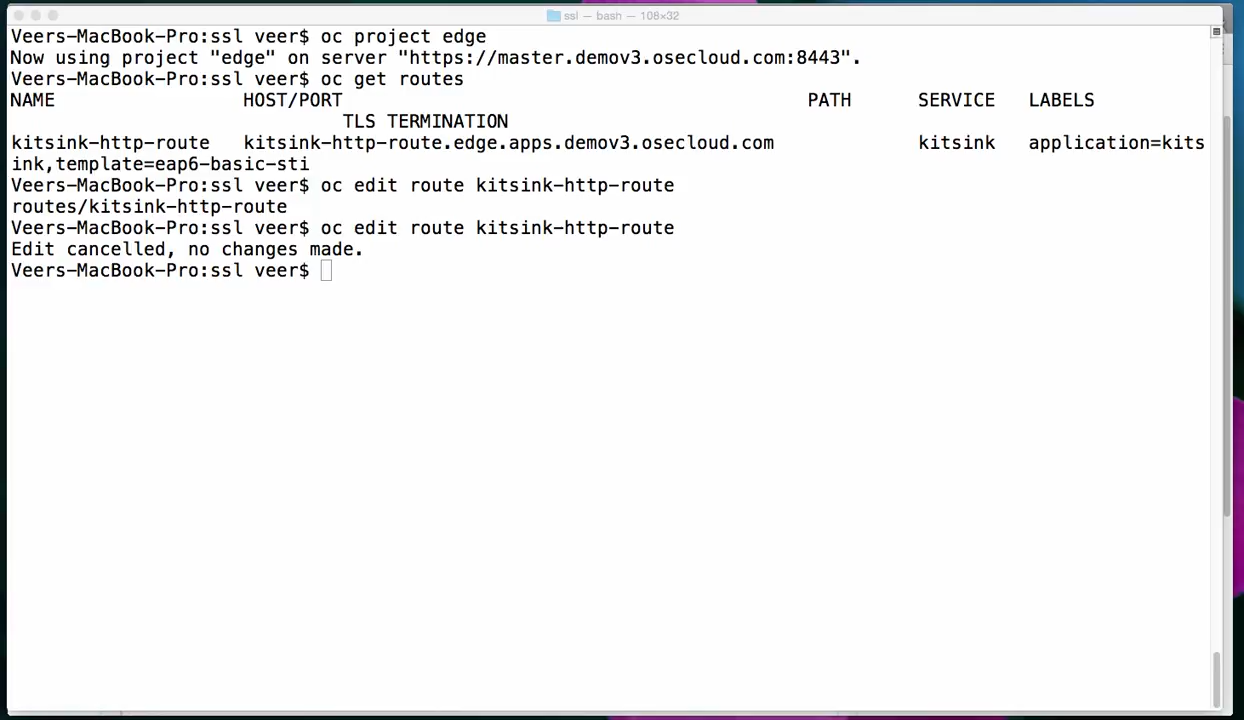 ssl — bash — 108×32
Veers-MacBook-Pro:ssl veer$ oc project edge
Now using project "edge" on server "https://master.demov3.osecloud.com:8443".
Veers-MacBook-Pro:ssl veer$ oc get routes
NAME HOST/PORT PATH SERVICE LABELS
TLS TERMINATION
kitsink-http-route kitsink-http-route.edge.apps.demov3.osecloud.com kitsink application=kits
ink,template=eap6-basic-sti
Veers-MacBook-Pro:ssl veer$ oc edit route kitsink-http-route
routes/kitsink-http-route
Veers-MacBook-Pro:ssl veer$ oc edit route kitsink-http-route
Edit cancelled, no changes made.
Veers-MacBook-Pro:ssl veer$